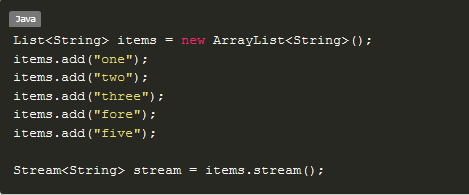 Java
List<String> items = new ArrayList<String>();
items.add("one");
items.add("two");
items.add("three");
items.add("fore");
items.add("five");
Stream<String> stream = items.stream();